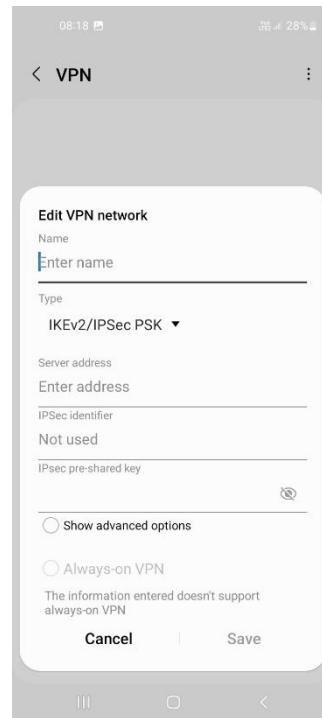 08:18
28%
VPN
Edit VPN network
Name
Enter name
Type
IKEv2/IPSec PSK
Server address
Enter address
IPSec identifier
Not used
IPsec pre-shared key
Show advanced options
Always-on VPN
The information entered doesn't support
always-on VPN
Cancel Save